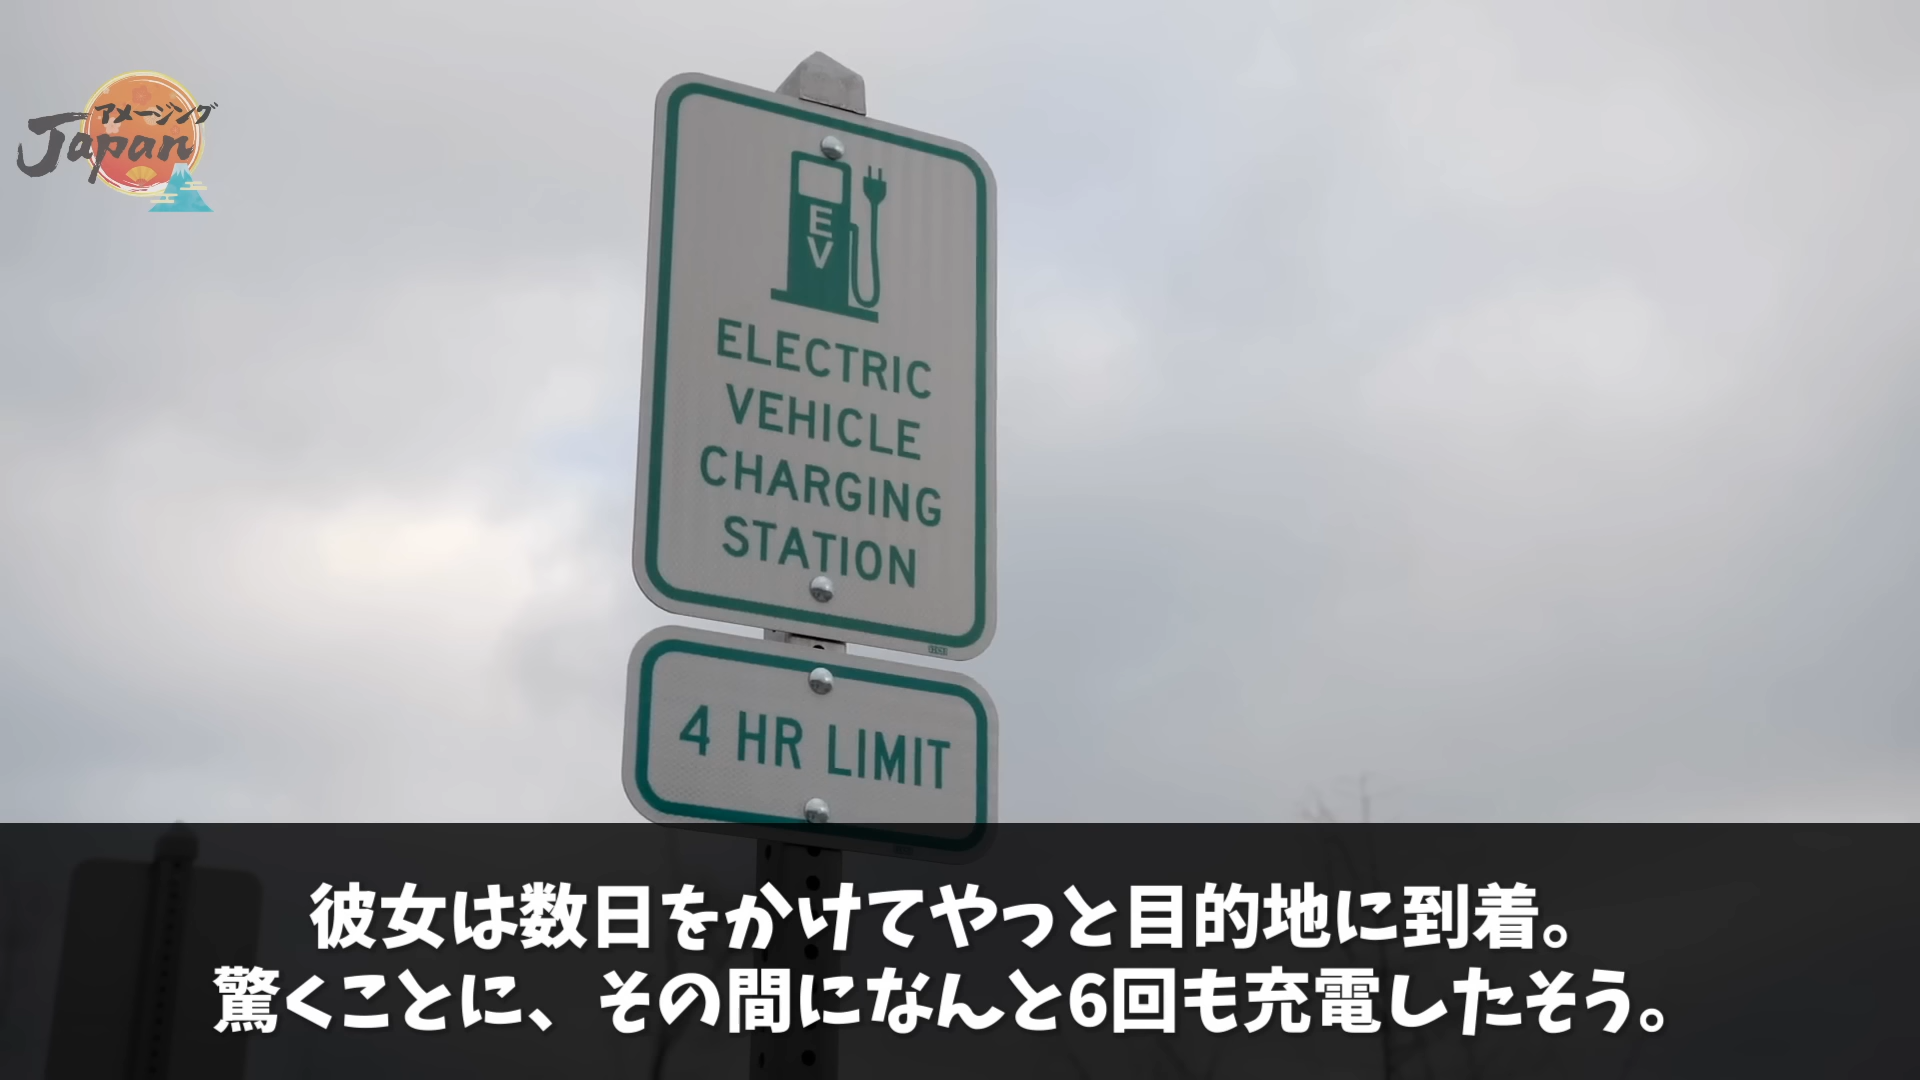 アメージング
Japan
EV
ELECTRIC
VEHICLE
CHARGING
STATION
4 HR LIMIT
彼女は数日をかけてやっと目的地に到着。
驚くことに、その間になんと6回も充電したそう。